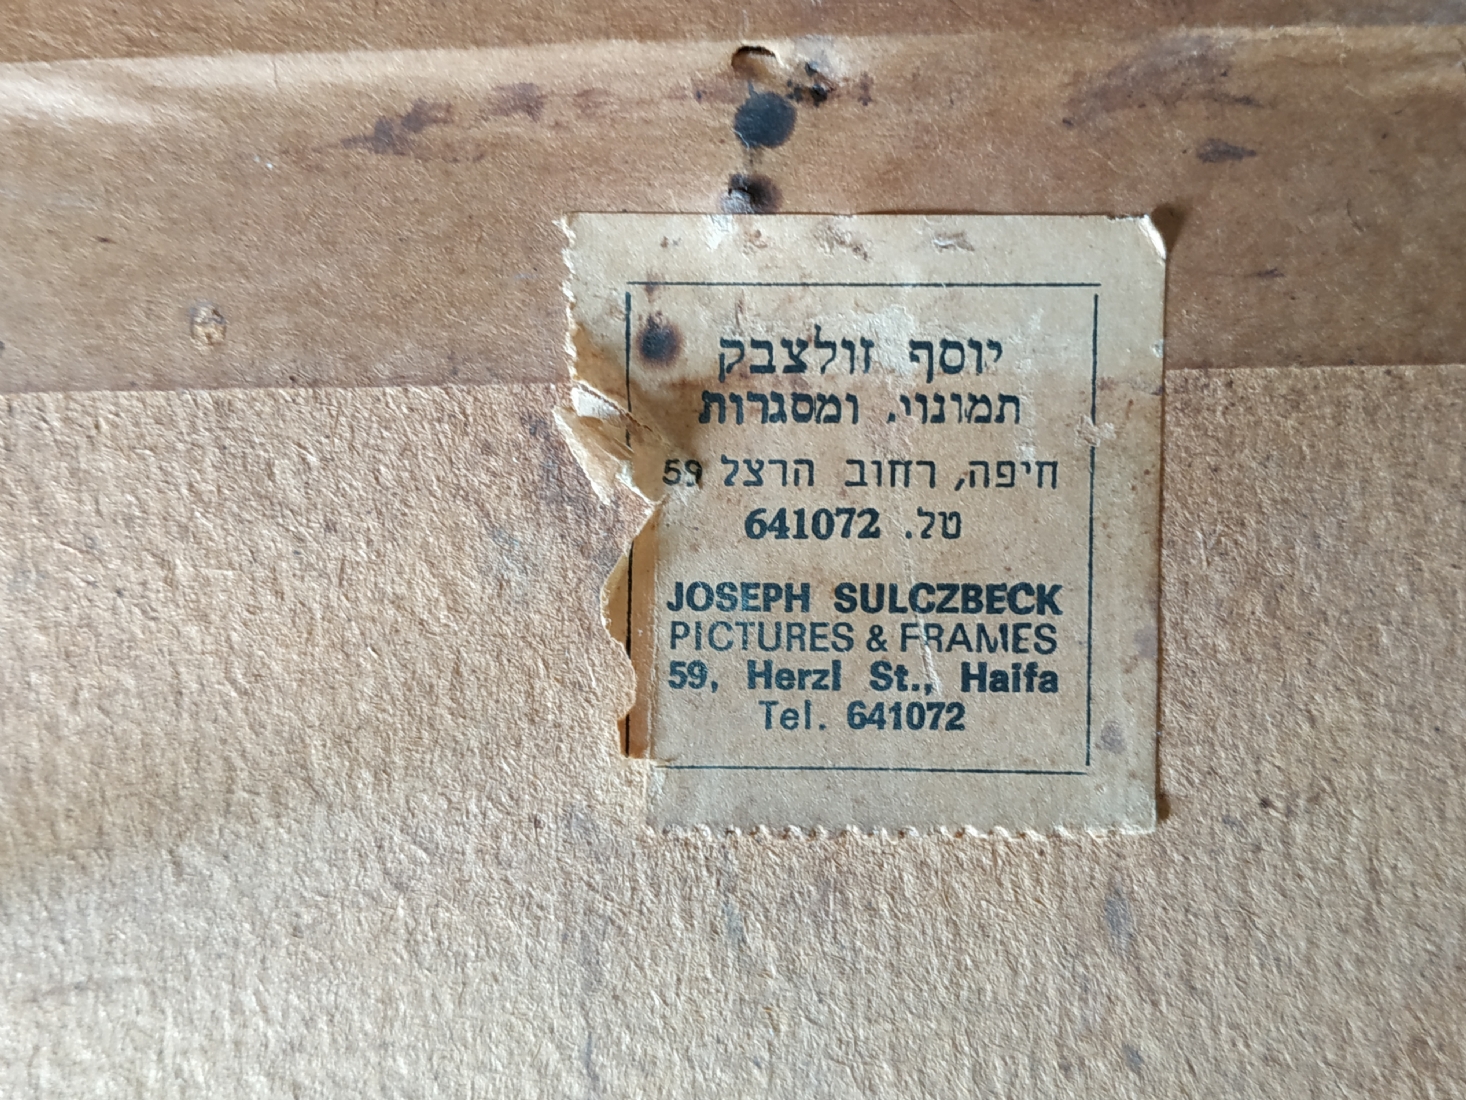 יוסף זולצבק
תמונוי. ומסגרות
חיפה, רחוב הרצל 59
טל. 641072
JOSEPH SULCZBECK
PICTURES & FRAMES
59, Herzl St., Haifa
Tel. 641072